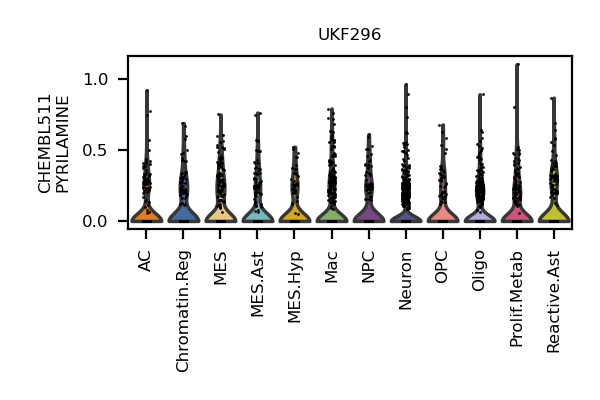 UKF296
CHEMBL511
PYRILAMINE
1.0
0.5
0.0
AC
Chromatin.Reg
MES
MES.Ast
MES.Hyp
Mac
NPC
Neuron
OPC
Oligo
Prolif.Metab
Reactive.Ast